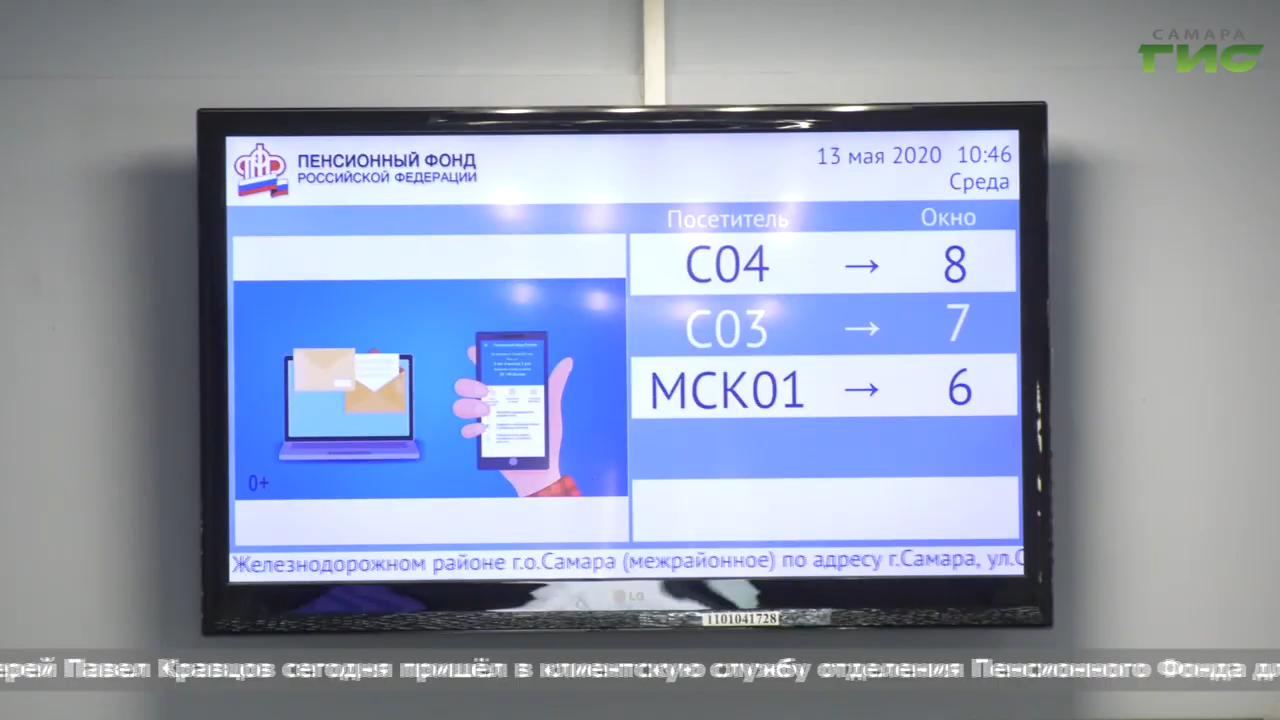 САМАРА
ГИС
ПЕНСИОННЫЙ ФОНД
РОССИЙСКОЙ ФЕДЕРАЦИИ
13 мая 2020 10:46
Среда
Посетитель Окно
С04 → 8
С03 → 7
МСК01 → 6
0+
Железнодорожном районе г.о.Самара (межрайонное) по адресу г.Самара, ул.С
LG
1101041728
Павел Кравцов сегодня пришёл в клиентскую службу отделения Пенсионного Фонда